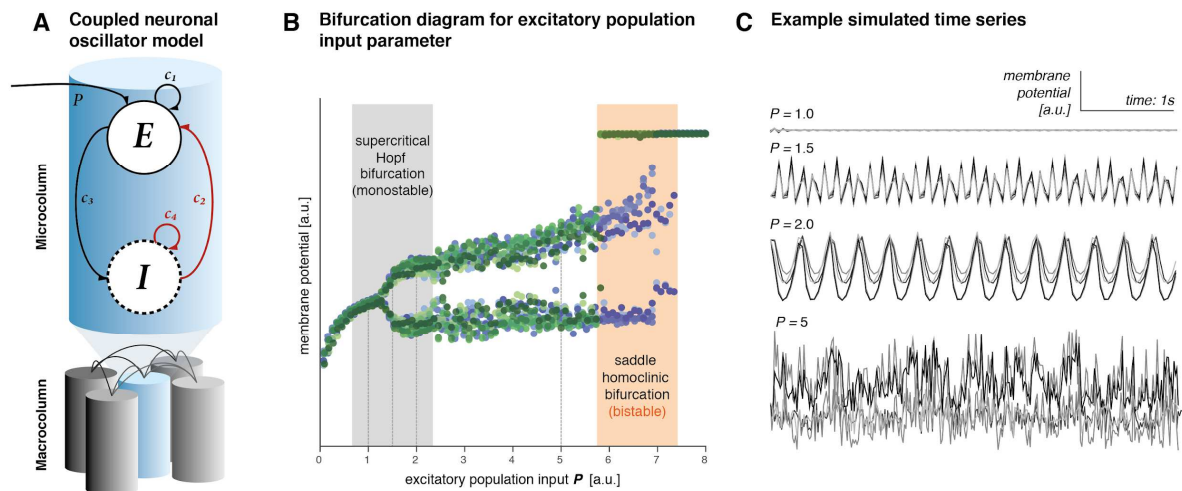 A Coupled neuronal
oscillator model
Microcolumn
P
c₁
E
c₃
c₂
c₄
I
Macrocolumn
B Bifurcation diagram for excitatory population
input parameter
membrane potential [a.u.]
supercritical
Hopf
bifurcation
(monostable)
saddle
homoclinic
bifurcation
(bistable)
0 1 2 3 4 5 6 7 8
excitatory population input P [a.u.]
C Example simulated time series
membrane
potential
[a.u.]
time: 1s
P = 1.0
P = 1.5
P = 2.0
P = 5